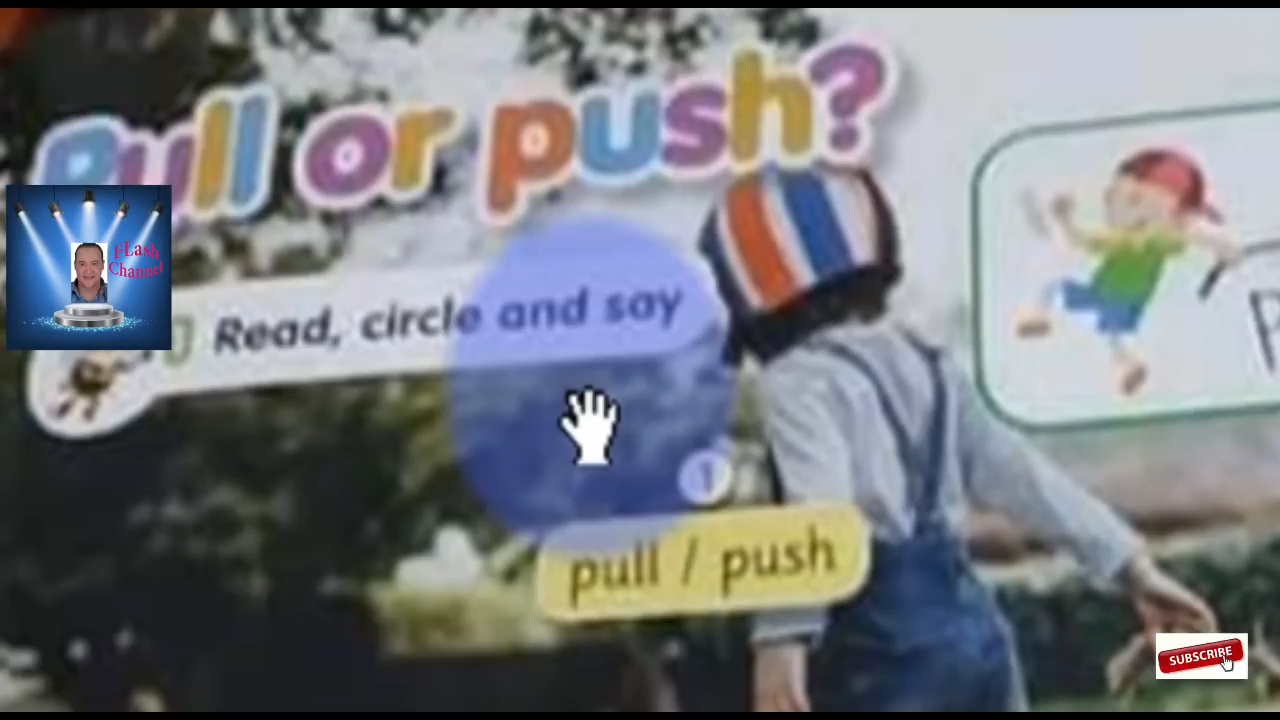 Pull or push?
FLash
Channel
Read, circle and say
1
pull / push
SUBSCRIBE